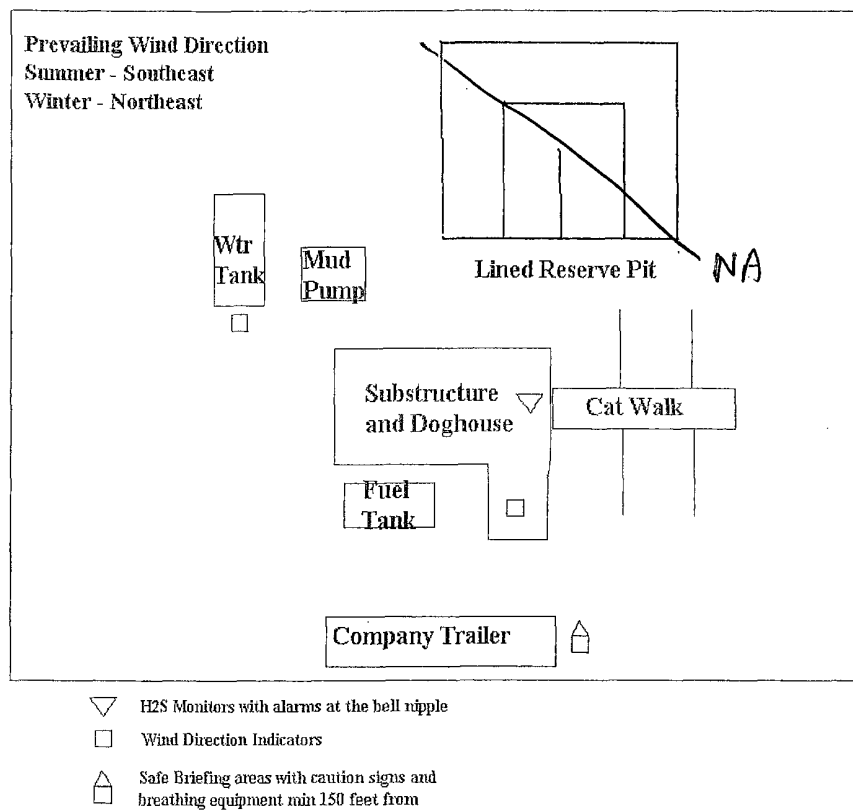 Prevailing Wind Direction
Summer - Southeast
Winter - Northeast
Wtr
Tank
Mud
Pump
Lined Reserve Pit
NA
Substructure
and Doghouse
Cat Walk
Fuel
Tank
Company Trailer
H2S Monitors with alarms at the bell nipple
Wind Direction Indicators
Safe Briefing areas with caution signs and
breathing equipment min 150 feet from